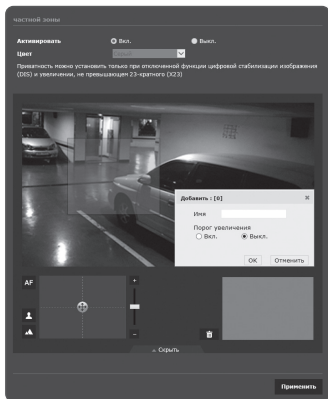 частной зоны
Активировать Вкл. Выкл.
Цвет
Приватность можно установить только при отключенной функции цифровой стабилизации изображения
(DIS) и увеличении, не превышающем 23-кратного (X23)
Добавить : [0] ×
Имя
Порог увеличения
Вкл. Выкл.
OK Отменить
AF
+
-
Скрыть
Применить